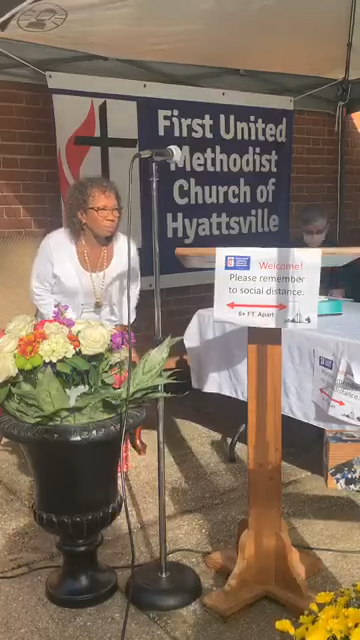 First United
Methodist
Church of
Hyattsville
Welcome!
Please remember
to social distance.
6+ FT. Apart